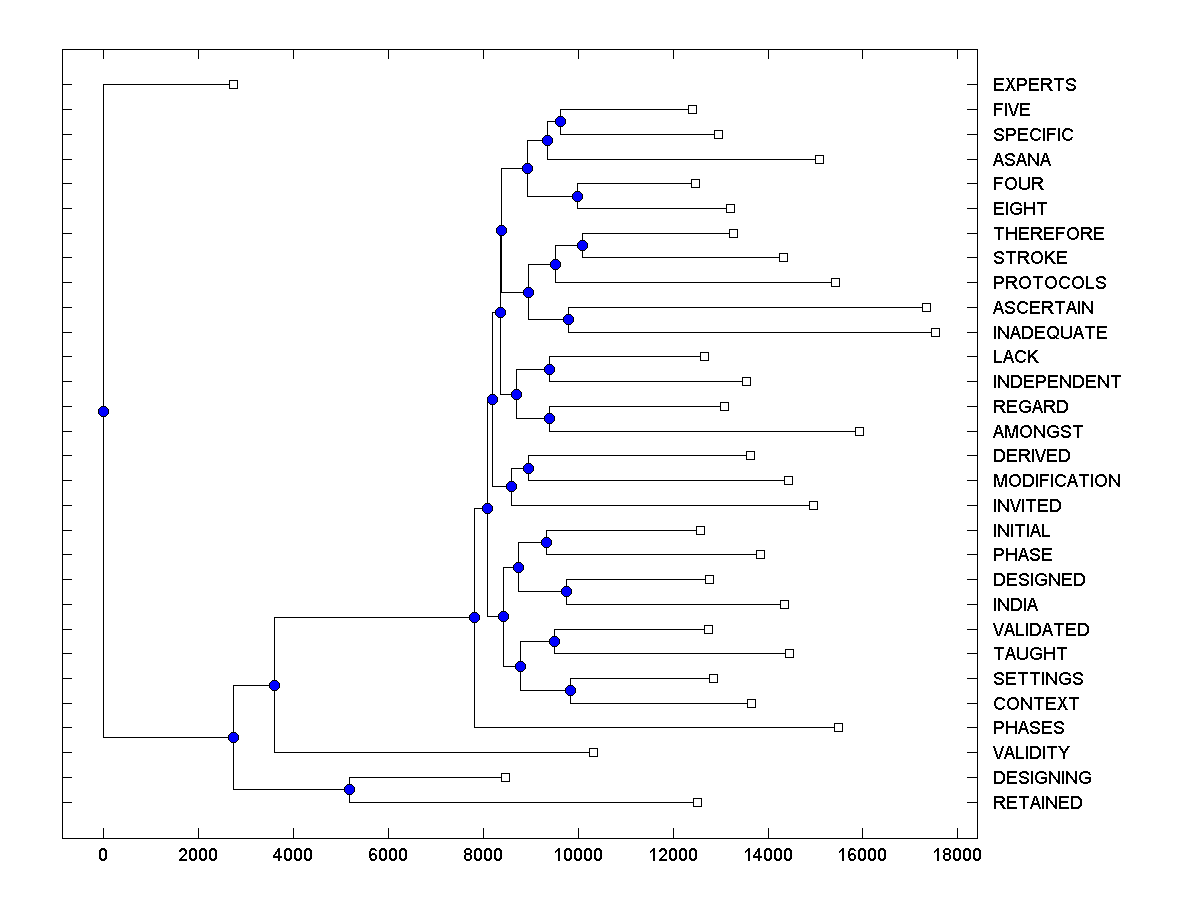 EXPERTS
FIVE
SPECIFIC
ASANA
FOUR
EIGHT
THEREFORE
STROKE
PROTOCOLS
ASCERTAIN
INADEQUATE
LACK
INDEPENDENT
REGARD
AMONGST
DERIVED
MODIFICATION
INVITED
INITIAL
PHASE
DESIGNED
INDIA
VALIDATED
TAUGHT
SETTINGS
CONTEXT
PHASES
VALIDITY
DESIGNING
RETAINED
0 2000 4000 6000 8000 10000 12000 14000 16000 18000